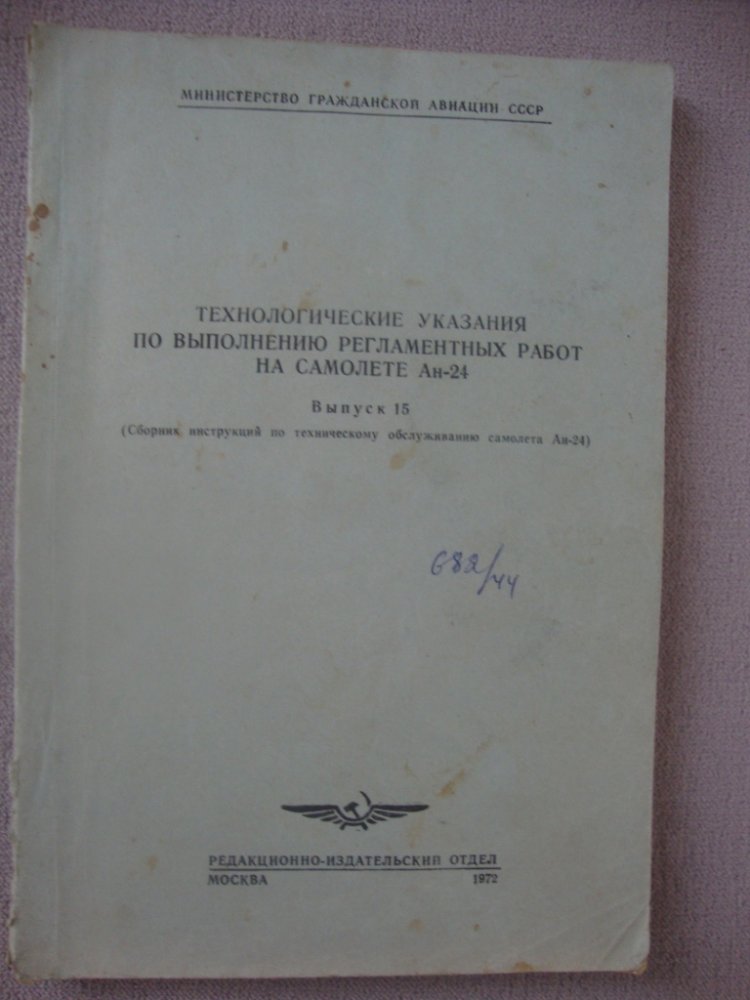 МИНИСТЕРСТВО ГРАЖДАНСКОЙ АВИАЦИИ СССР
ТЕХНОЛОГИЧЕСКИЕ УКАЗАНИЯ
ПО ВЫПОЛНЕНИЮ РЕГЛАМЕНТНЫХ РАБОТ
НА САМОЛЕТЕ Ан-24
Выпуск 15
(Сборник инструкций по техническому обслуживанию самолета Ан-24)
682/44
РЕДАКЦИОННО-ИЗДАТЕЛЬСКИЙ ОТДЕЛ
МОСКВА 1972